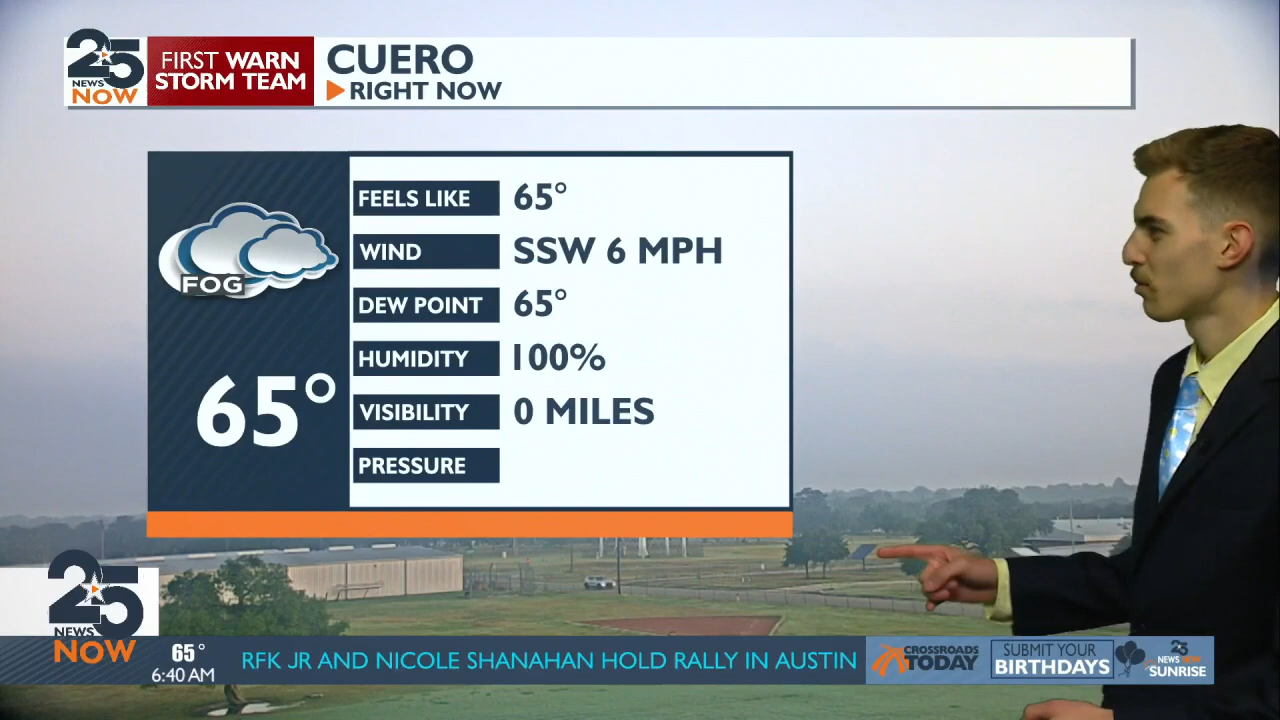 25
NEWS
NOW
FIRST WARN
STORM TEAM
CUERO
RIGHT NOW
FOG
65°
FEELS LIKE 65°
WIND SSW 6 MPH
DEW POINT 65°
HUMIDITY 100%
VISIBILITY 0 MILES
PRESSURE
25
NEWS
NOW
65°
6:40 AM
RFK JR AND NICOLE SHANAHAN HOLD RALLY IN AUSTIN
CROSSROADS
TODAY
SUBMIT YOUR
BIRTHDAYS
25
NEWS NOW
SUNRISE